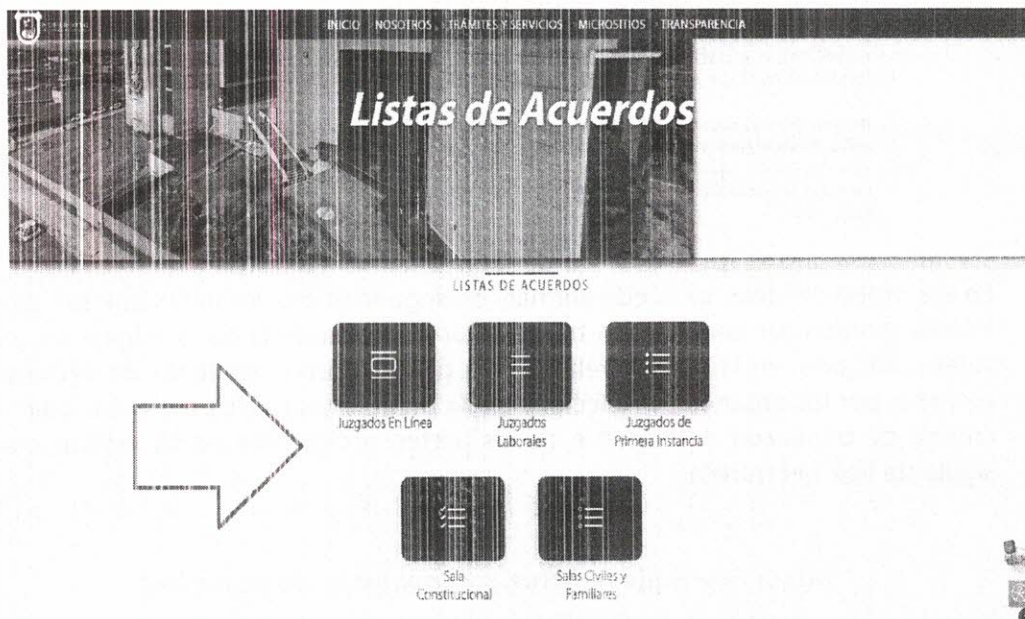 INICIO NOSOTROS TRÁMITES Y SERVICIOS MICROSITIOS TRANSPARENCIA
Listas de Acuerdos
LISTAS DE ACUERDOS
Juzgados En Línea
Juzgados
Laborales
Juzgados de
Primera Instancia
Sala
Constitucional
Salas Civiles y
Familiares